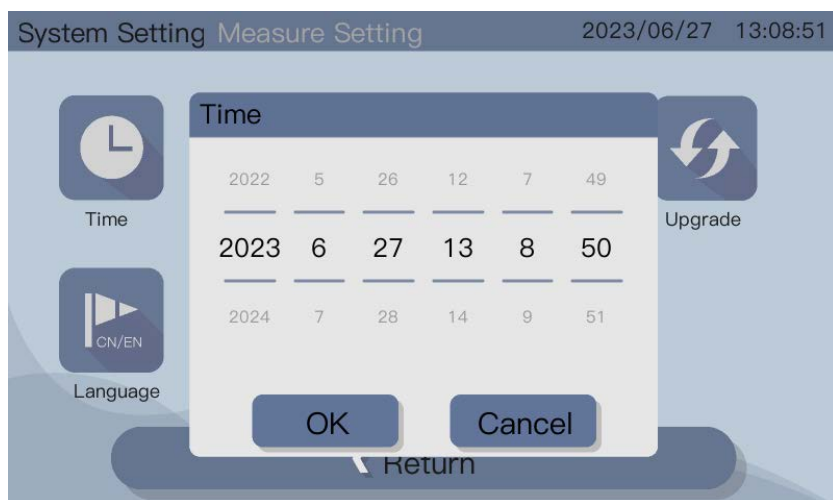 System Setting Measure Setting 2023/06/27 13:08:51
Time
2022 5 26 12 7 49
Time Upgrade
2023 6 27 13 8 50
2024 7 28 14 9 51
CN/EN
Language
OK Cancel
Return